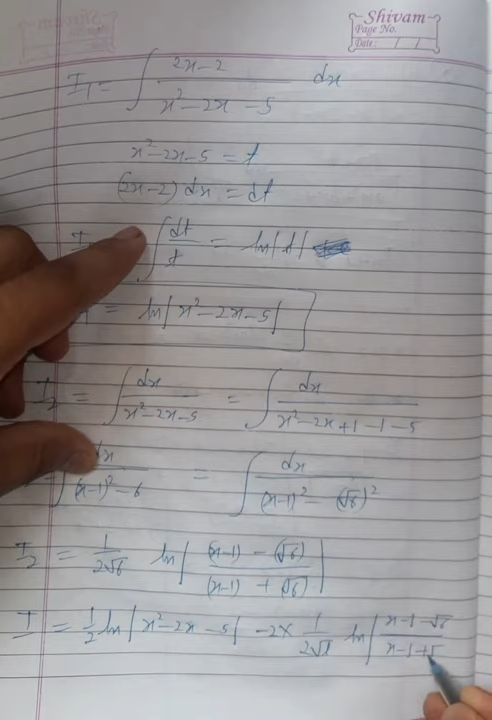 Shivam
Page No.
Date : / /
I₁ = ∫ (2x-2)/(x²-2x-5) dx
x²-2x-5 = t
(2x-2) dx = dt
∫ dt/t = ln|t|
= ln|x²-2x-5|
I₂ = ∫ dx/(x²-2x-5) = ∫ dx/(x²-2x+1-1-5)
∫ dx/((x-1)²-6) = ∫ dx/((x-1)²-(√6)²)
I₂ = 1/(2√6) ln|((x-1)-(√6))/((x-1)+(√6))|
I = 1/2 ln|x²-2x-5| -2× 1/(2√6) ln|(x-1-√6)/(x-1+√